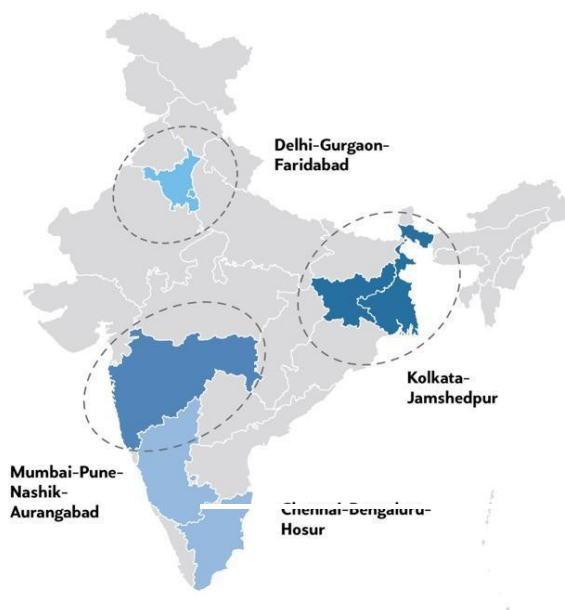 Delhi-Gurgaon-
Faridabad
Kolkata-
Jamshedpur
Mumbai-Pune-
Nashik-
Aurangabad
Chennai-Bengaluru-
Hosur